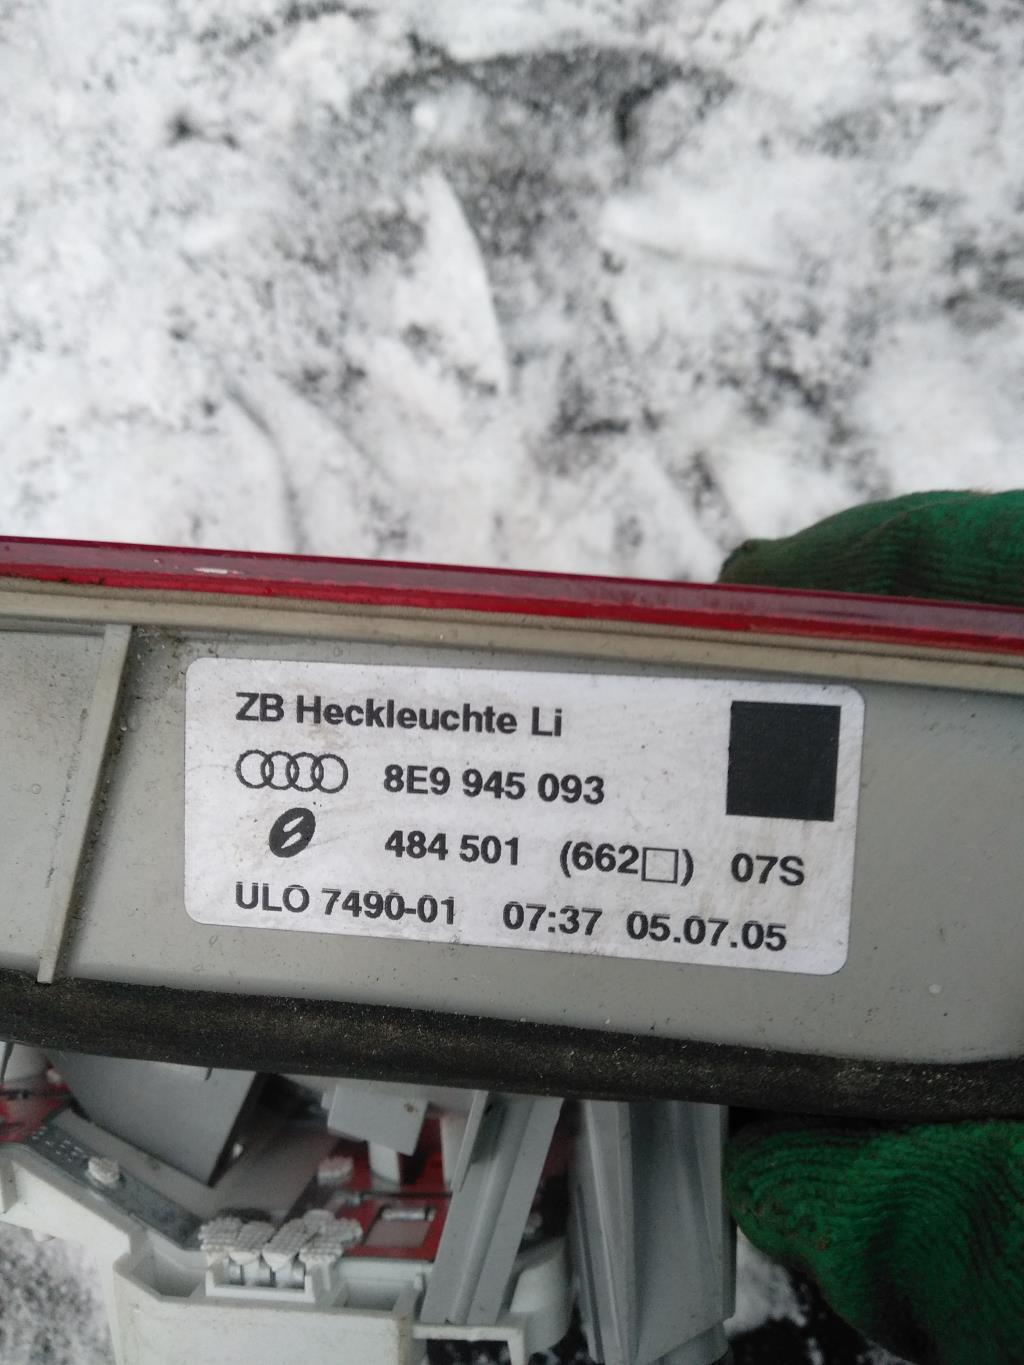 ZB Heckleuchte Li
8E9 945 093
484 501 (662□) 07S
ULO 7490-01 07:37 05.07.05